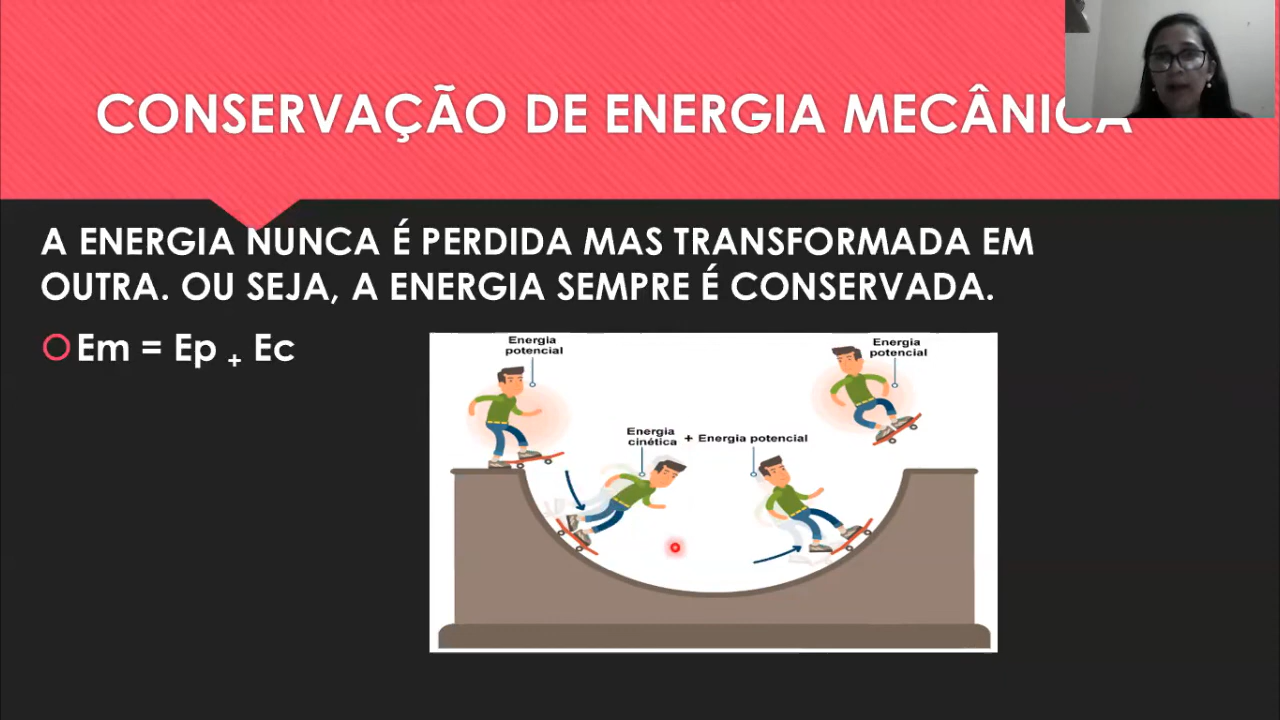 CONSERVAÇÃO DE ENERGIA MECÂNICA
A ENERGIA NUNCA É PERDIDA MAS TRANSFORMADA EM
OUTRA. OU SEJA, A ENERGIA SEMPRE É CONSERVADA.
Em = Ep + Ec
Energia
potencial
Energia
potencial
Energia
cinética + Energia potencial